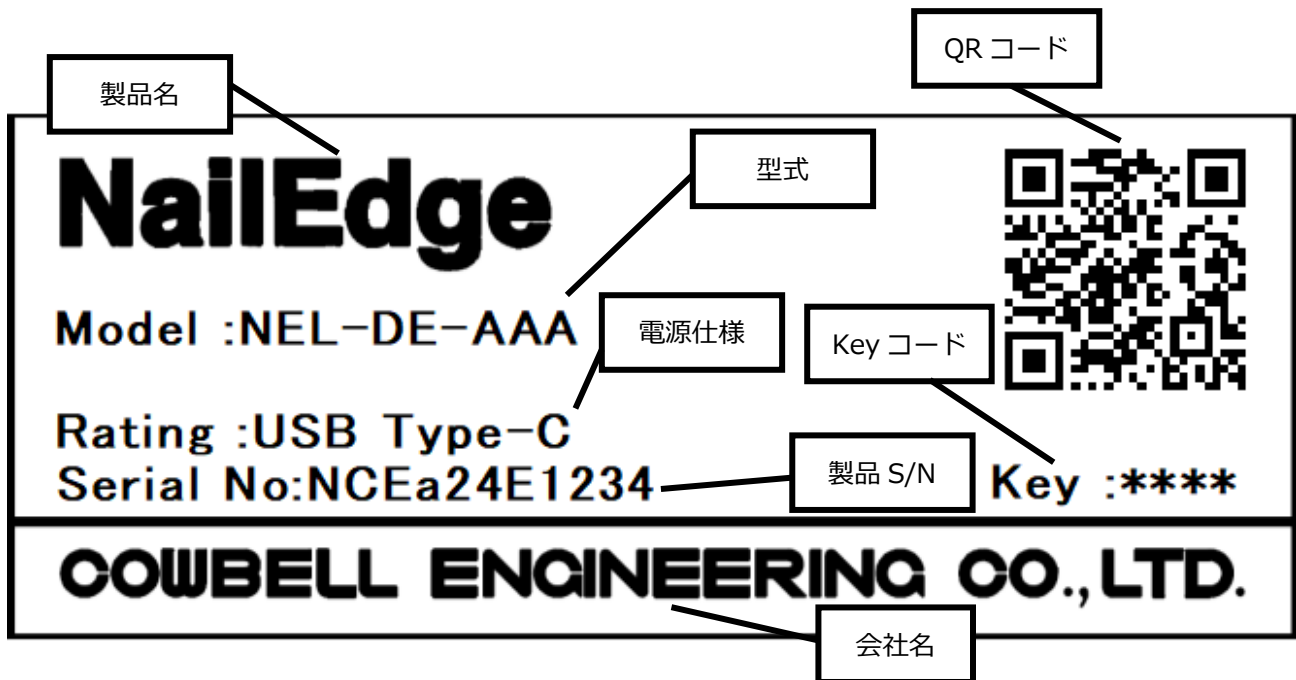 QR コード
製品名
NailEdge
型式
Model :NEL-DE-AAA
電源仕様
Key コード
Rating :USB Type-C
Serial No:NCEa24E1234
製品 S/N
Key :****
COWBELL ENGINEERING CO.,LTD.
会社名